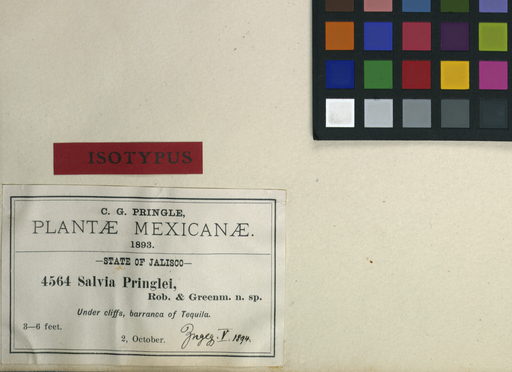 ISOTYPUS
C. G. PRINGLE,
PLANTÆ MEXICANÆ.
1893.
—STATE OF JALISCO—
4564 Salvia Pringlei,
Rob. & Greenm. n. sp.
Under cliffs, barranca of Tequila.
3—6 feet.
2, October. V. 1894.